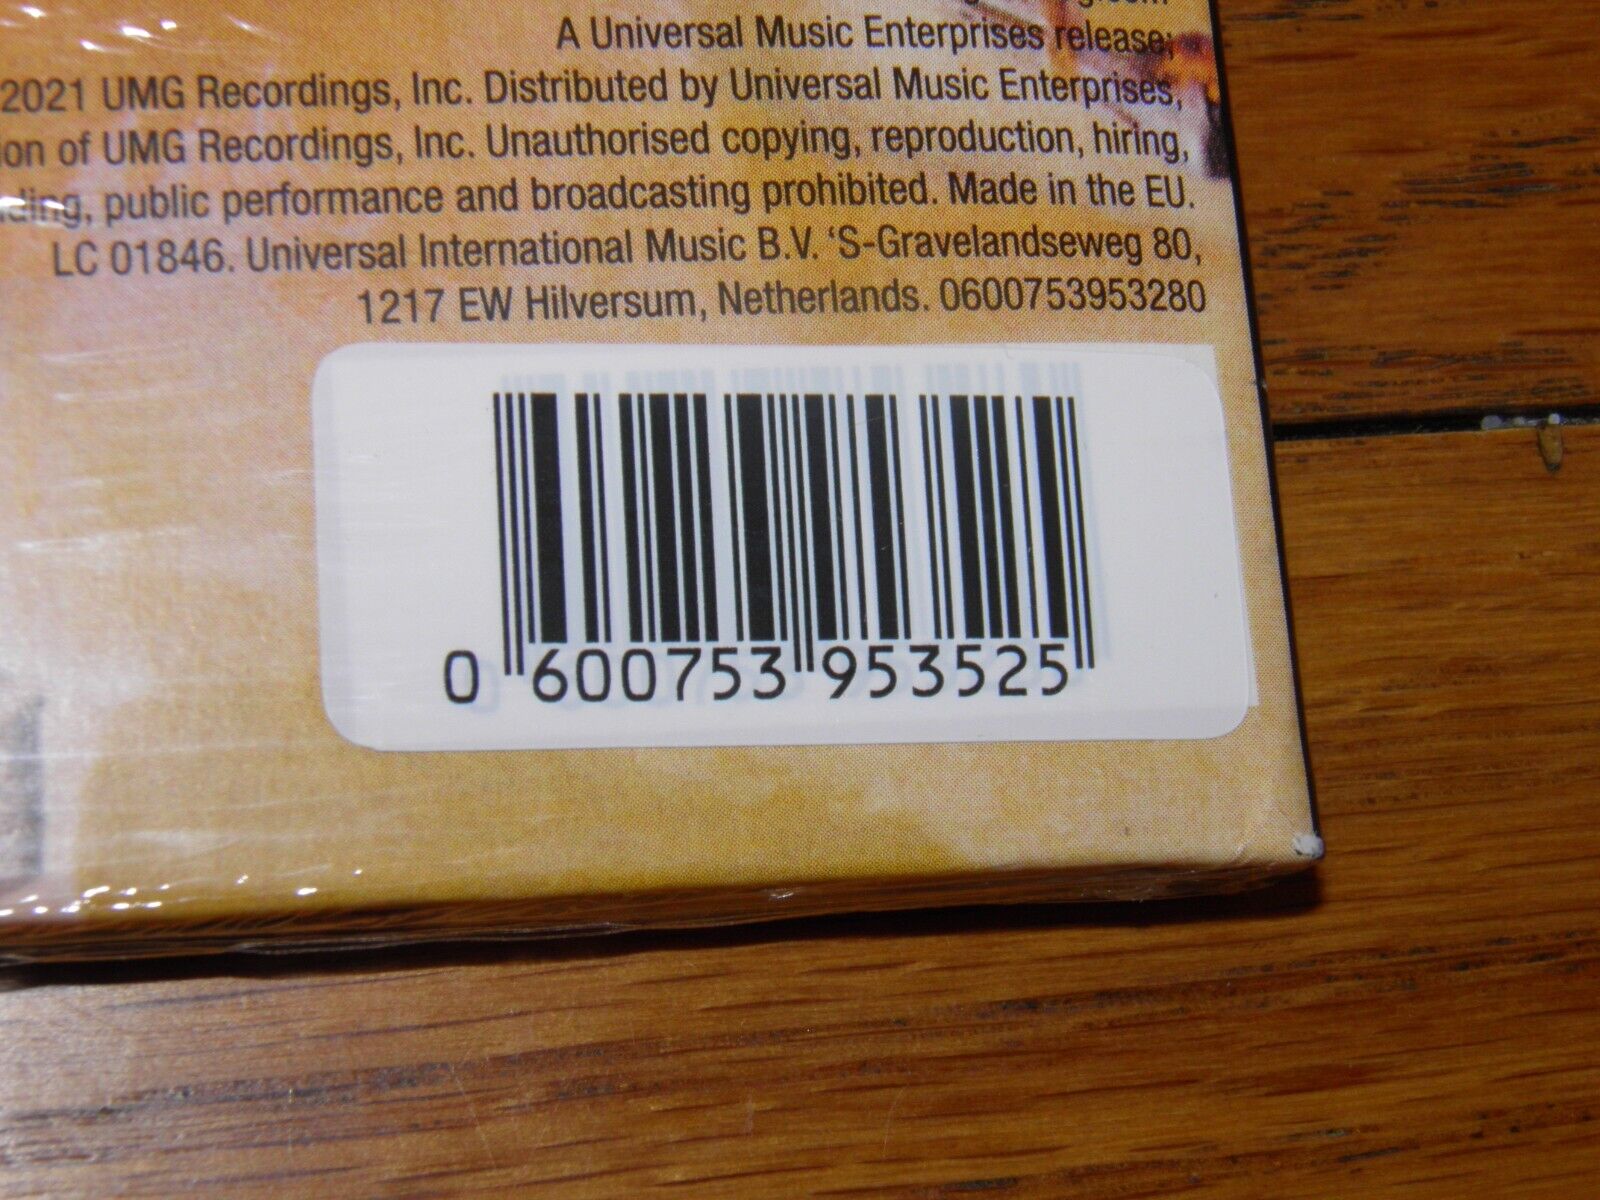 A Universal Music Enterprises release;
2021 UMG Recordings, Inc. Distributed by Universal Music Enterprises,
of UMG Recordings, Inc. Unauthorised copying, reproduction, hiring,
public performance and broadcasting prohibited. Made in the EU.
LC 01846. Universal International Music B.V. ‘S-Gravelandseweg 80,
1217 EW Hilversum, Netherlands. 0600753953280
0 600753 953525